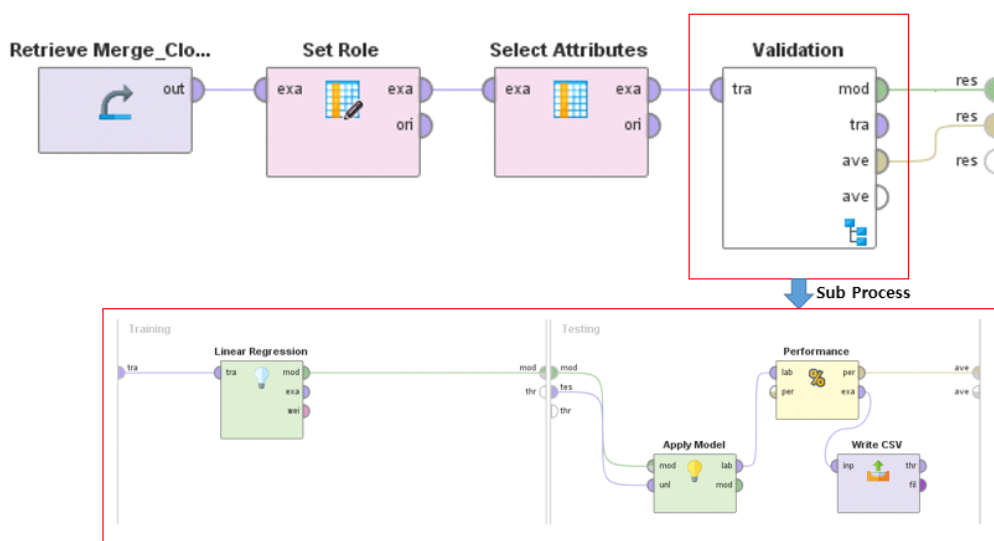 Retrieve Merge_Clo...
Set Role
Select Attributes
Validation
out
exa
exa
ori
exa
exa
ori
tra
mod
tra
ave
ave
res
res
res
Sub Process
Training
Testing
Linear Regression
tra
tra
mod
exa
wei
mod
thr
mod
tes
thr
Apply Model
mod
unl
lab
mod
Performance
lab
per
%
per
exa
ave
ave
Write CSV
inp
thr
fil